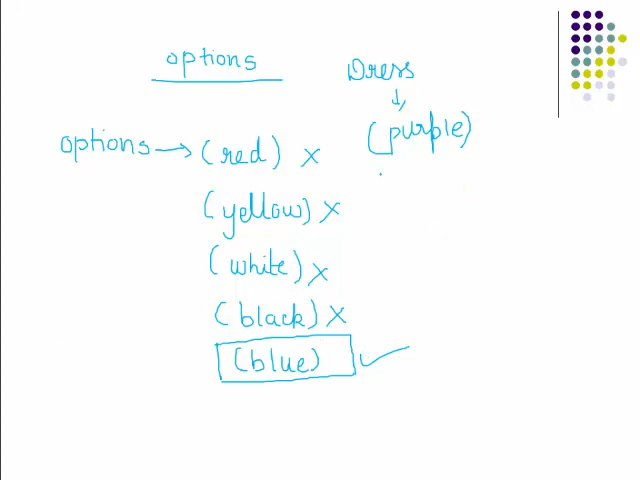 options
Dress
↓
options → (red) x
(purple)
(yellow) x
(white) x
(black) x
(blue) ✓